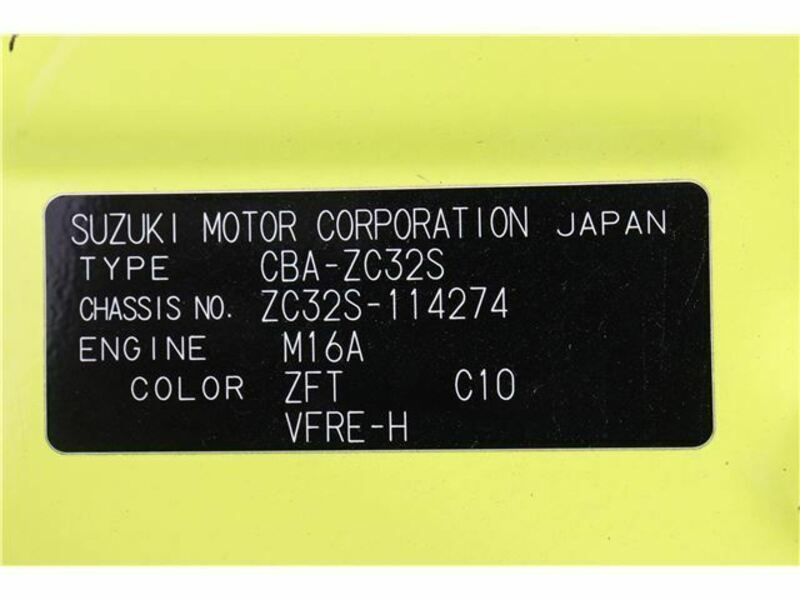 SUZUKI MOTOR CORPORATION JAPAN
TYPE CBA-ZC32S
CHASSIS NO. ZC32S-114274
ENGINE M16A
COLOR ZFT C10
VFRE-H